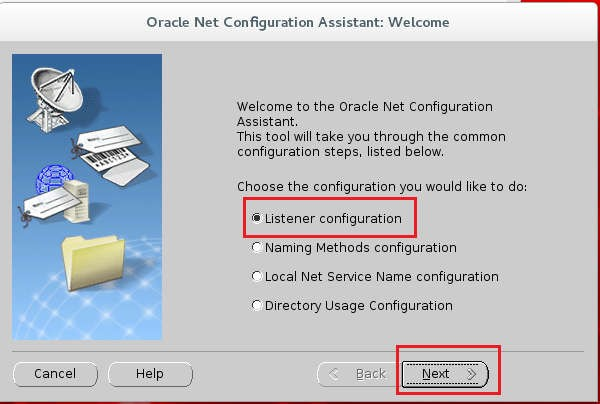 Oracle Net Configuration Assistant: Welcome
Welcome to the Oracle Net Configuration
Assistant.
This tool will take you through the common
configuration steps, listed below.
Choose the configuration you would like to do:
Listener configuration
Naming Methods configuration
Local Net Service Name configuration
Directory Usage Configuration
Cancel
Help
Back
Next